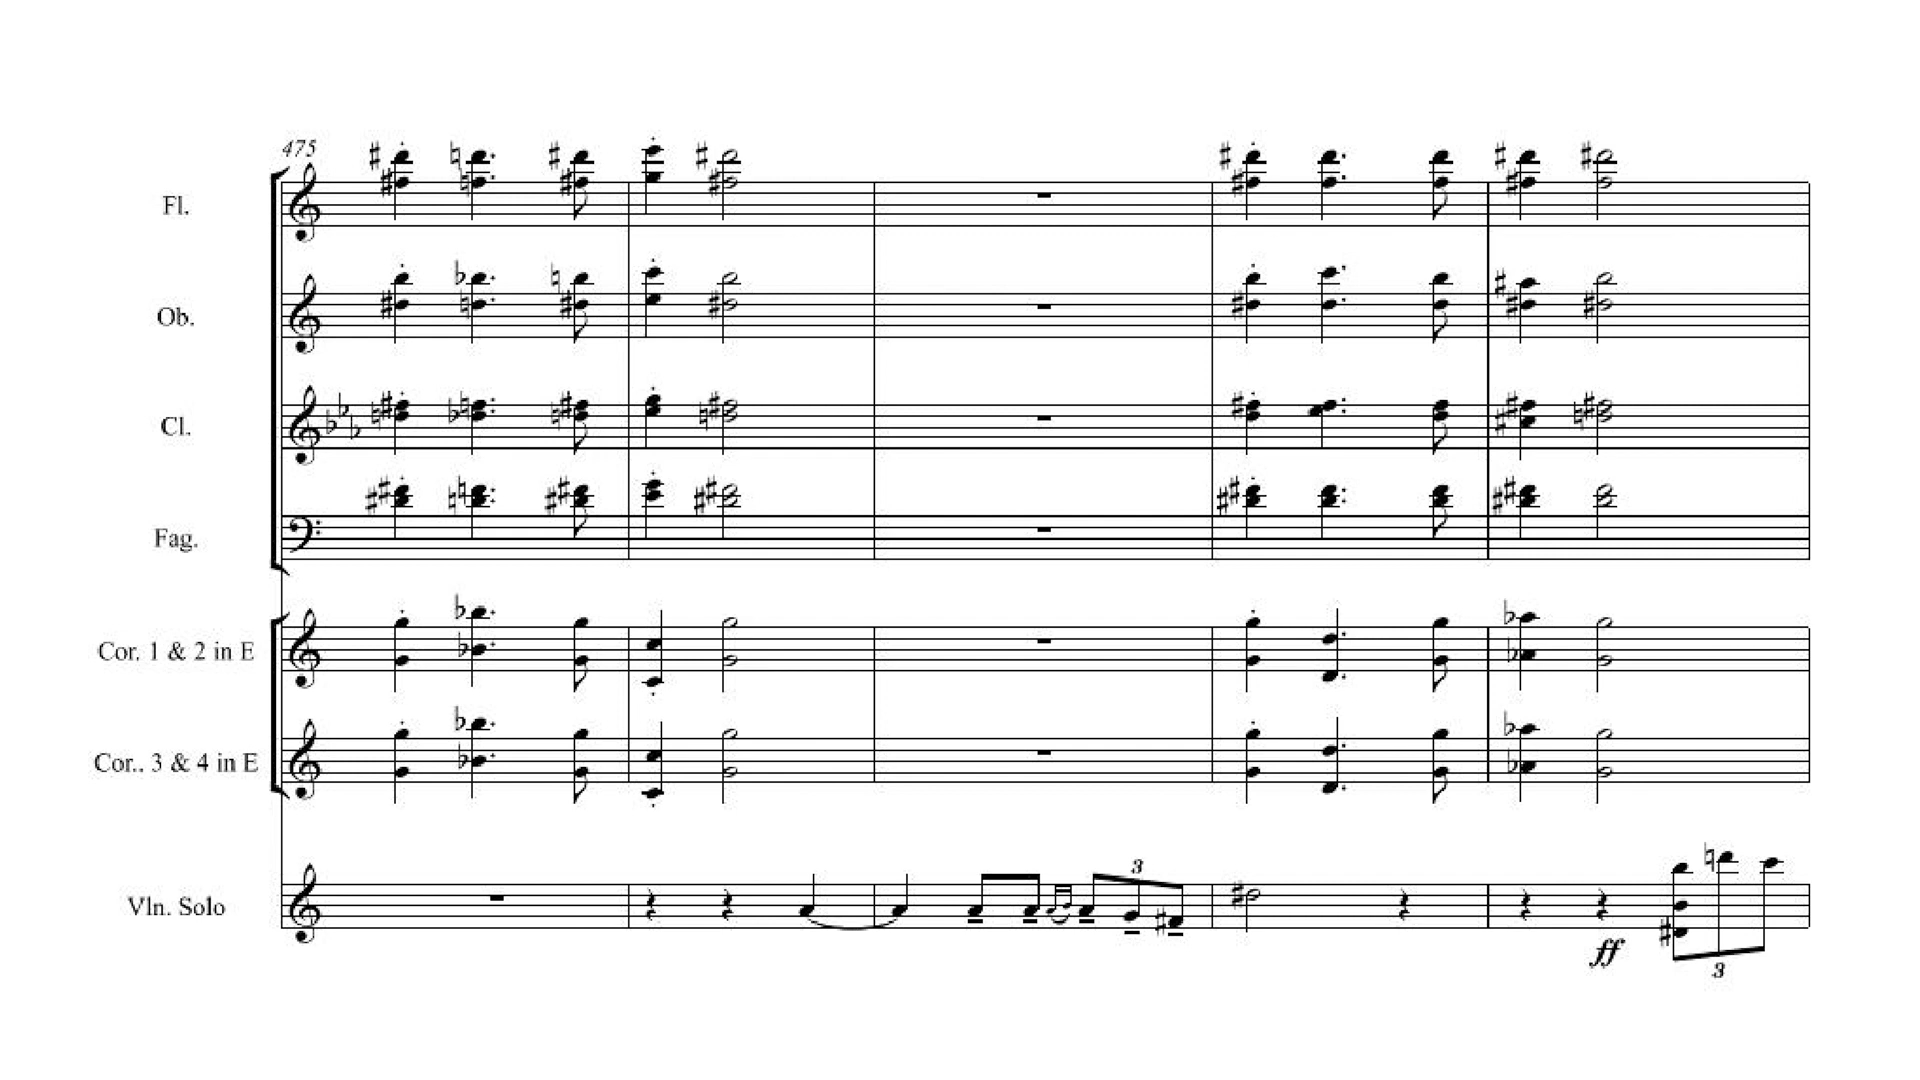 475
Fl.
Ob.
Cl.
Fag.
Cor. 1 & 2 in E
Cor.. 3 & 4 in E
3
Vln. Solo
ff
3